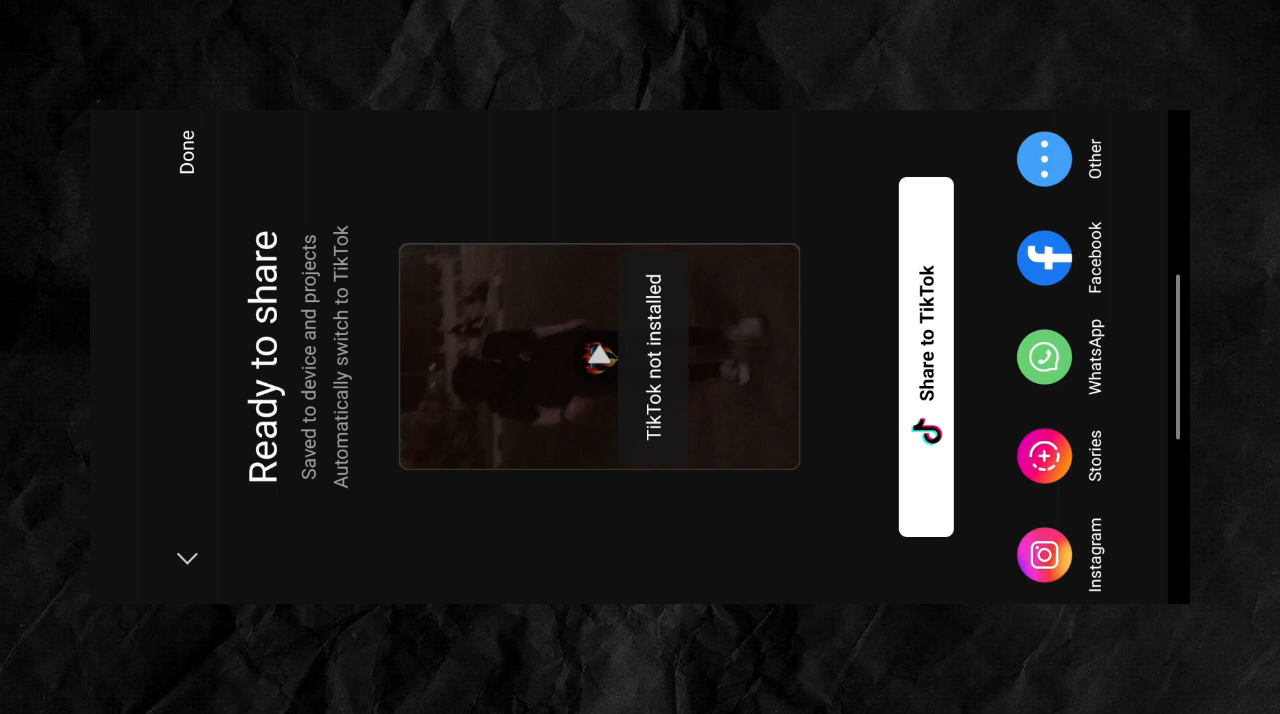 Done
Ready to share
Saved to device and projects
Automatically switch to TikTok
TikTok not installed
Share to TikTok
Instagram
Stories
WhatsApp
Facebook
Other